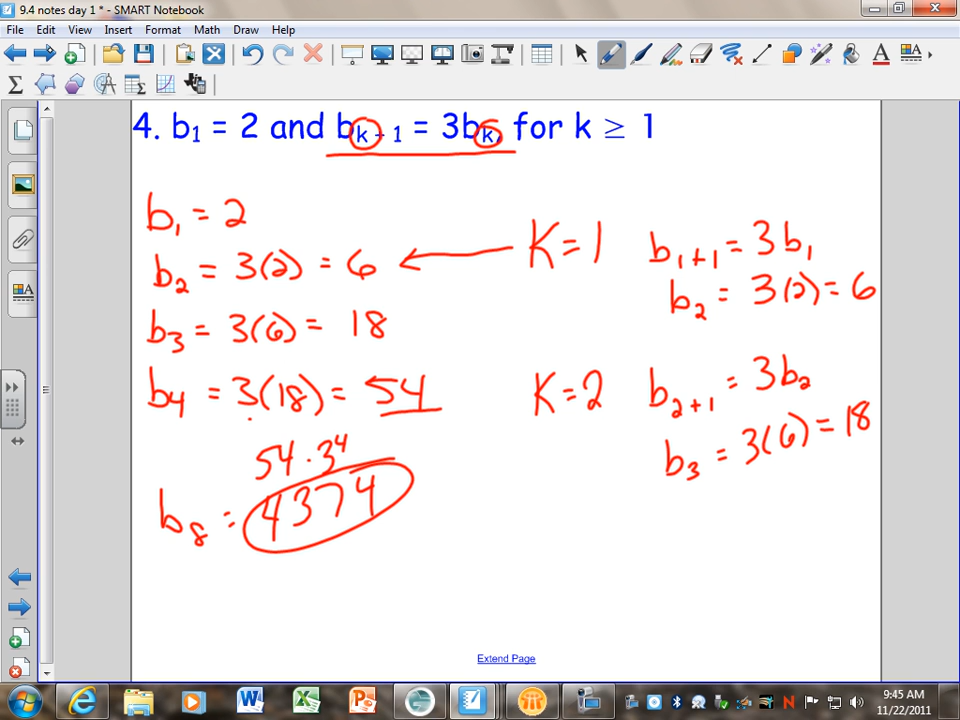 9.4 notes day 1 * - SMART Notebook
File Edit View Insert Format Math Draw Help
4. b₁ = 2 and bₖ₊₁ = 3bₖ, for k ≥ 1
b₁ = 2
b₂ = 3(2) = 6
K = 1
b₁₊₁ = 3b₁
b₂ = 3(2) = 6
b₃ = 3(6) = 18
b₄ = 3(18) = 54
K = 2
b₂₊₁ = 3b₂
b₃ = 3(6) = 18
54 · 3⁴
b₈ = 4374
Extend Page
9:45 AM
11/22/2011